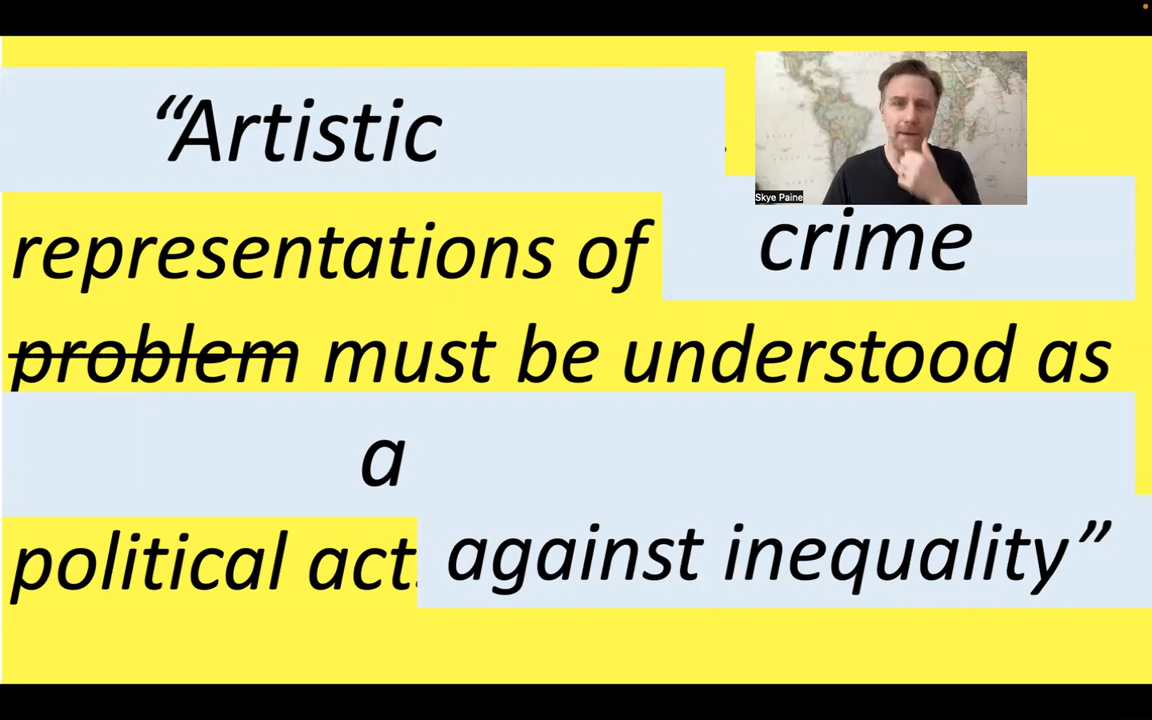 “Artistic
Skye Paine
representations of crime
problem must be understood as
a
political act. against inequality”